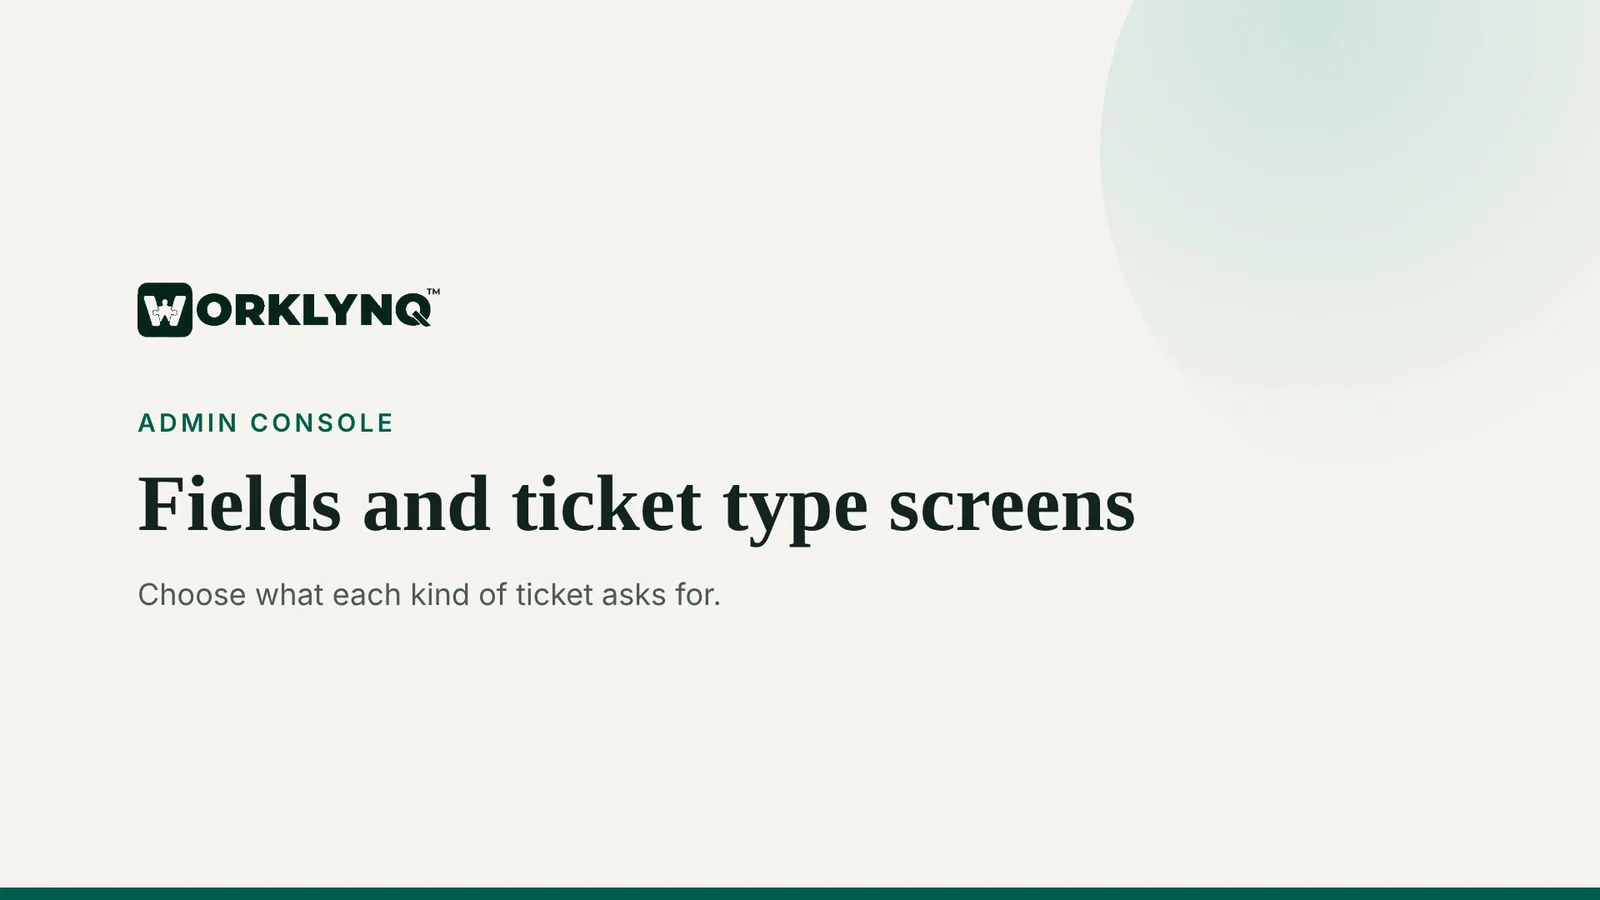 WORKLYNQ™
ADMIN CONSOLE
Fields and ticket type screens
Choose what each kind of ticket asks for.